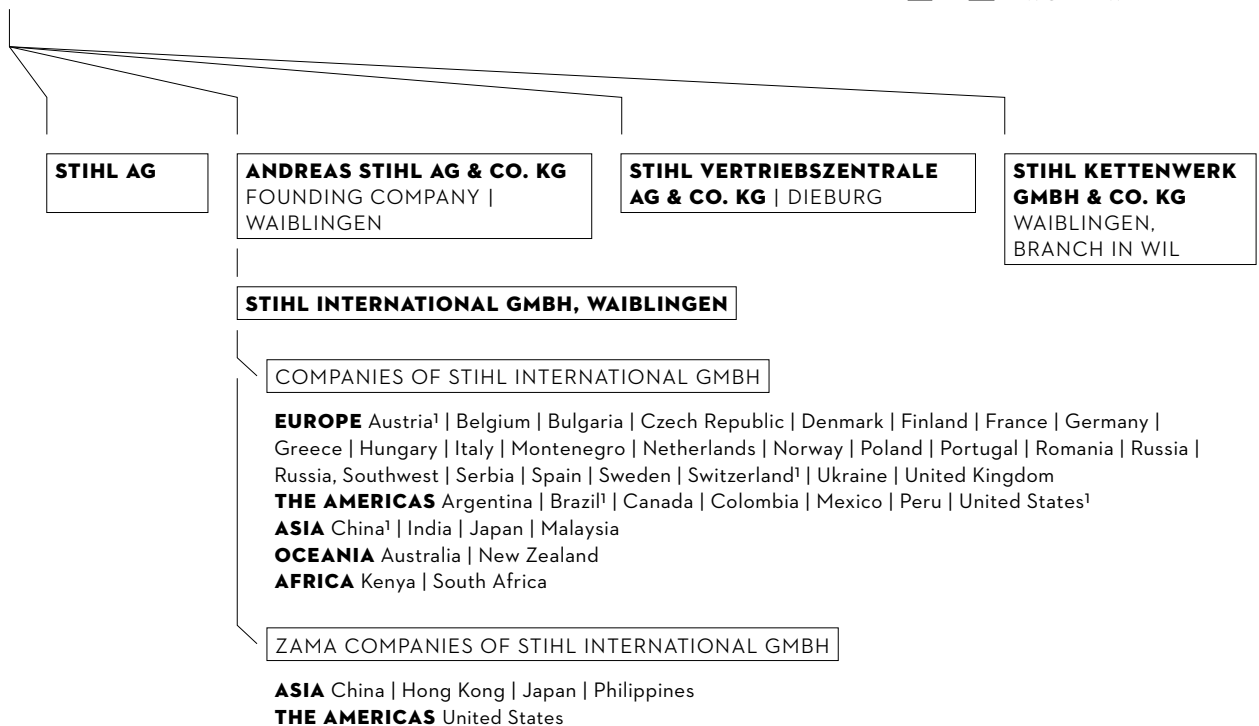 STIHL AG
ANDREAS STIHL AG & CO. KG
FOUNDING COMPANY |
WAIBLINGEN
STIHL VERTRIEBSZENTRALE
AG & CO. KG | DIEBURG
STIHL KETTENWERK
GMBH & CO. KG
WAIBLINGEN,
BRANCH IN WIL
STIHL INTERNATIONAL GMBH, WAIBLINGEN
COMPANIES OF STIHL INTERNATIONAL GMBH
EUROPE Austria¹ | Belgium | Bulgaria | Czech Republic | Denmark | Finland | France | Germany |
Greece | Hungary | Italy | Montenegro | Netherlands | Norway | Poland | Portugal | Romania | Russia |
Russia, Southwest | Serbia | Spain | Sweden | Switzerland¹ | Ukraine | United Kingdom
THE AMERICAS Argentina | Brazil¹ | Canada | Colombia | Mexico | Peru | United States¹
ASIA China¹ | India | Japan | Malaysia
OCEANIA Australia | New Zealand
AFRICA Kenya | South Africa
ZAMA COMPANIES OF STIHL INTERNATIONAL GMBH
ASIA China | Hong Kong | Japan | Philippines
THE AMERICAS United States